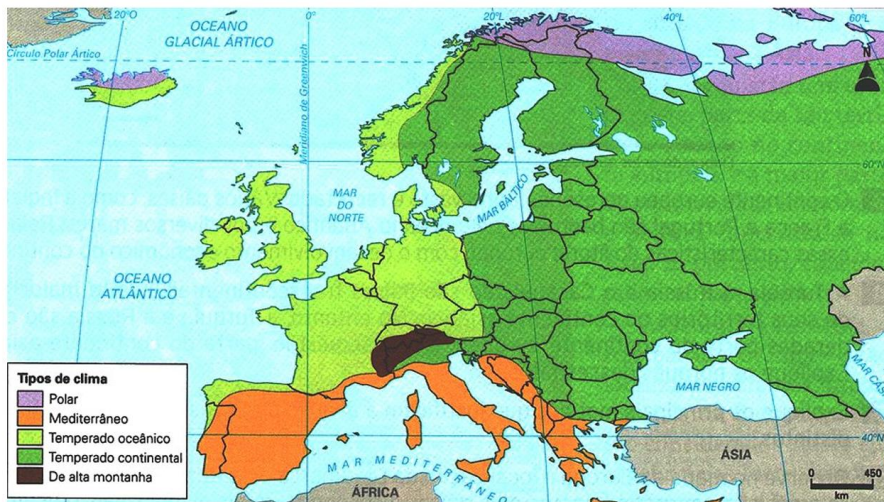 20°O
OCEANO
GLACIAL ÁRTICO
0°
20°L
40°L
60°L
Círculo Polar Ártico
N
Meridiano de Greenwich
60°N
MAR
DO
NORTE
MAR BÁLTICO
OCEANO
ATLÂNTICO
Tipos de clima
Polar
Mediterrâneo
Temperado oceânico
Temperado continental
De alta montanha
MAR NEGRO
MAR
40°N
ÁSIA
MAR MEDITERRÂNEO
ÁFRICA
0
450
km